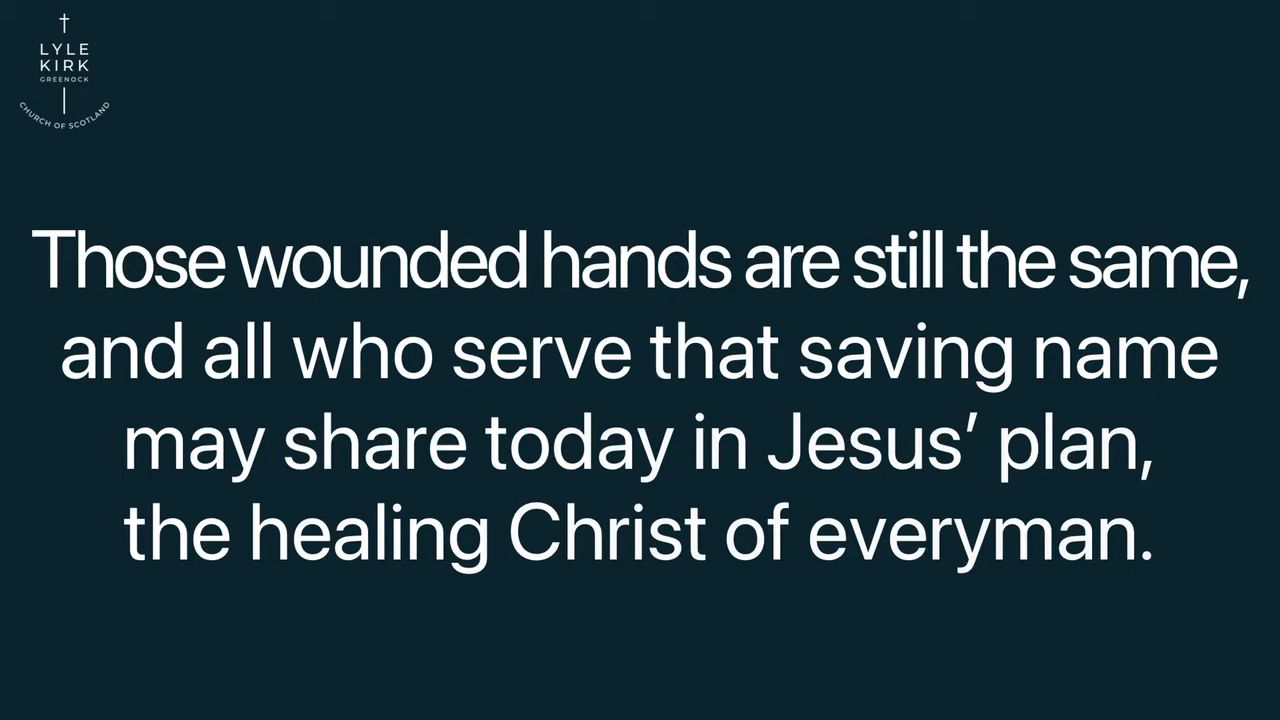 LYLE
KIRK
GREENOCK
CHURCH OF SCOTLAND
Those wounded hands are still the same,
and all who serve that saving name
may share today in Jesus’ plan,
the healing Christ of everyman.